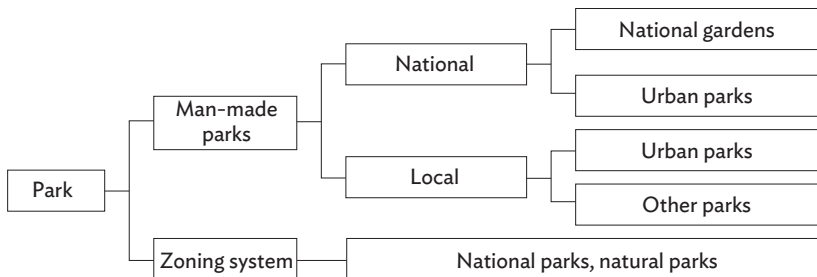 National gardens
National
Urban parks
Man-made
parks
Urban parks
Local
Park
Other parks
Zoning system
National parks, natural parks